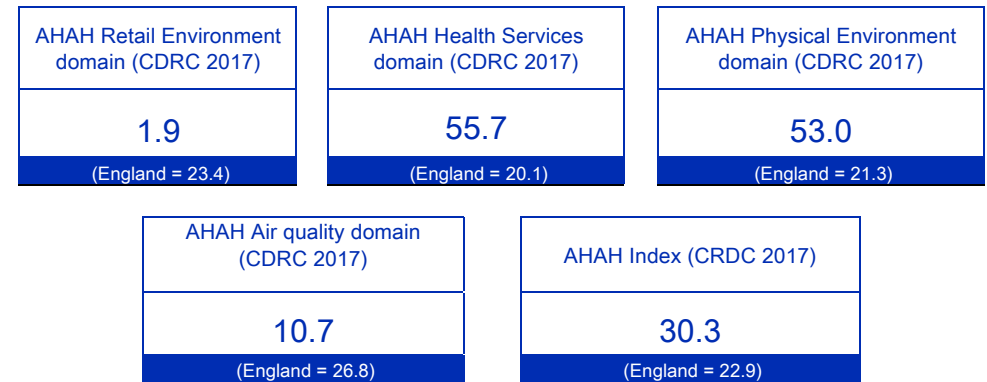 AHAH Retail Environment
domain (CDRC 2017)
1.9
(England = 23.4)
AHAH Health Services
domain (CDRC 2017)
55.7
(England = 20.1)
AHAH Physical Environment
domain (CDRC 2017)
53.0
(England = 21.3)
AHAH Air quality domain
(CDRC 2017)
10.7
(England = 26.8)
AHAH Index (CRDC 2017)
30.3
(England = 22.9)